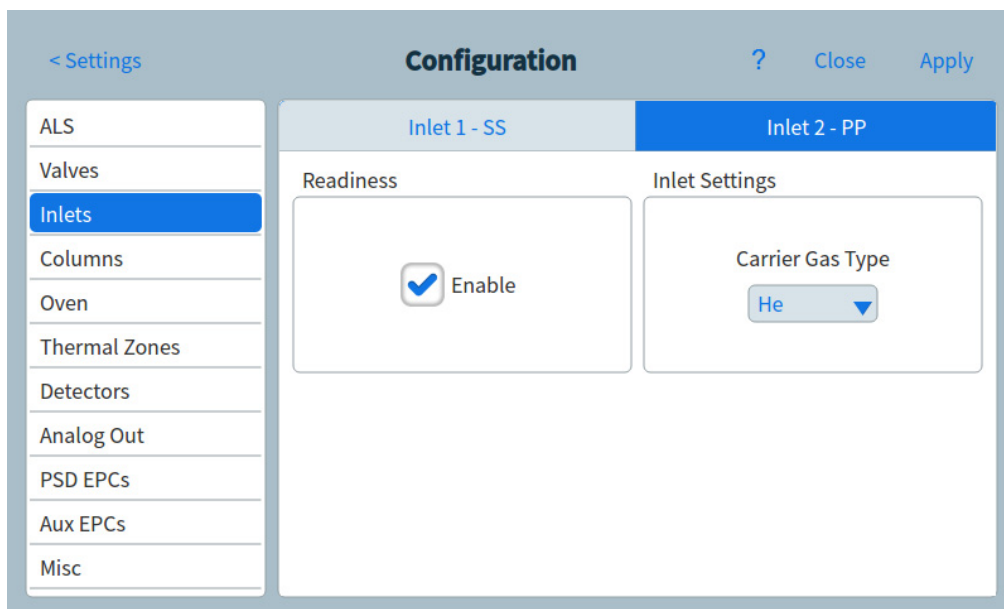 < Settings
Configuration
?
Close
Apply
ALS
Valves
Inlets
Columns
Oven
Thermal Zones
Detectors
Analog Out
PSD EPCs
Aux EPCs
Misc
Inlet 1 - SS
Inlet 2 - PP
Readiness
Enable
Inlet Settings
Carrier Gas Type
He